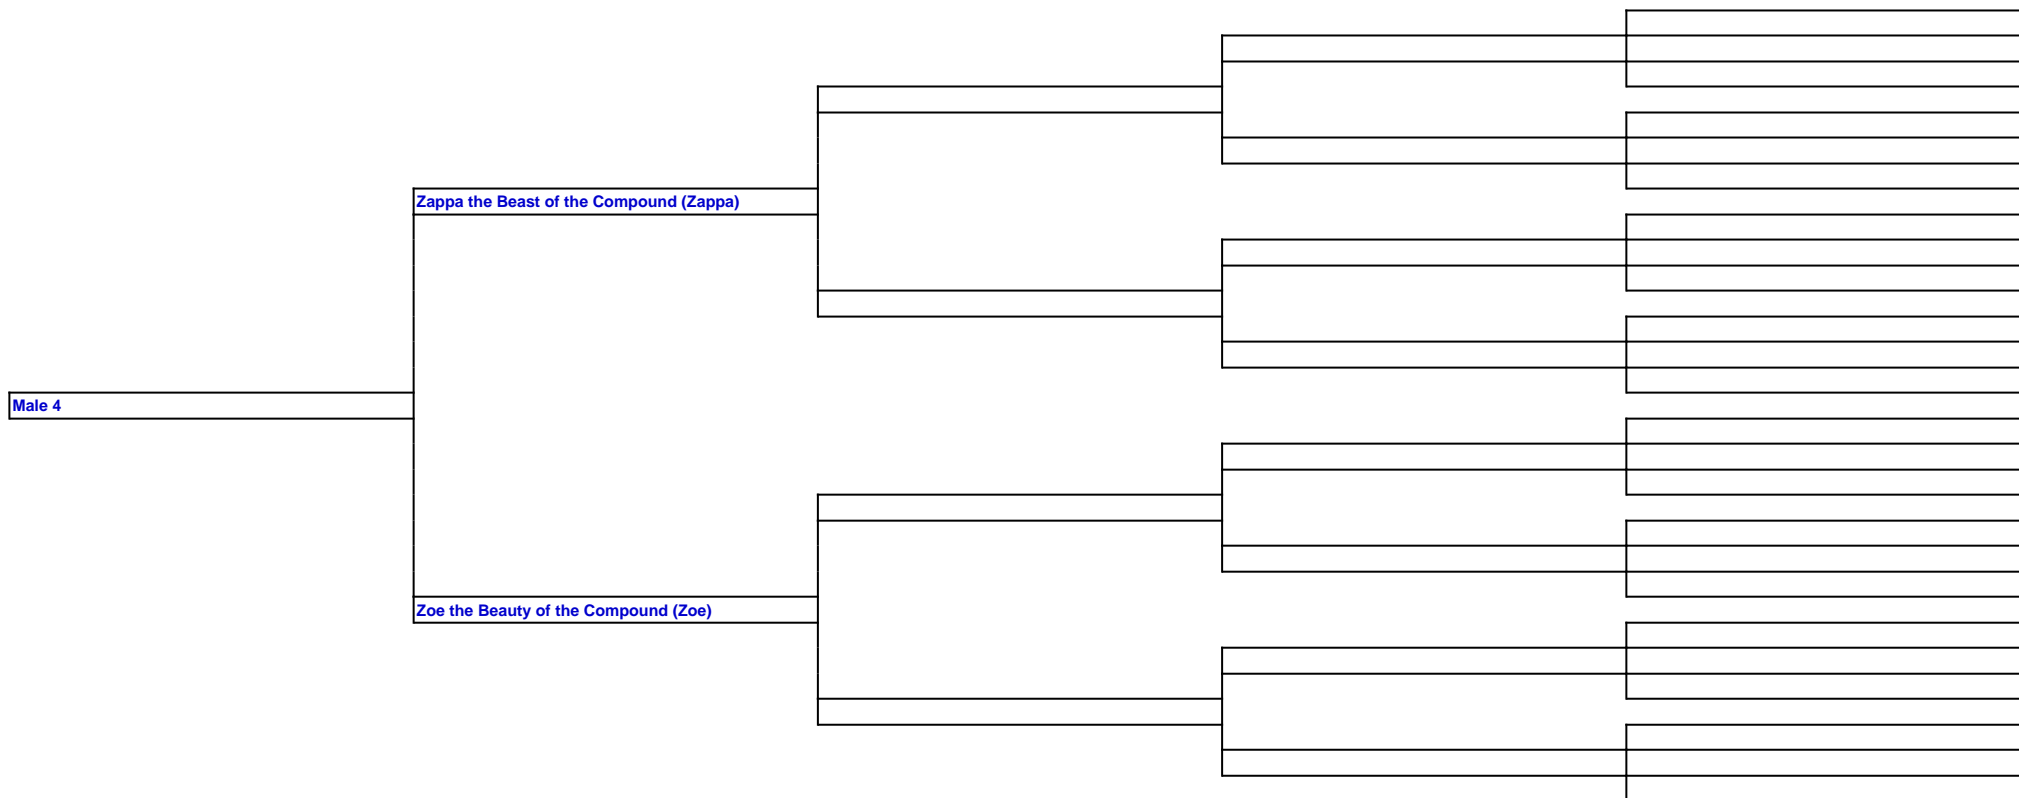 Zappa the Beast of the Compound (Zappa)
Male 4
Zoe the Beauty of the Compound (Zoe)